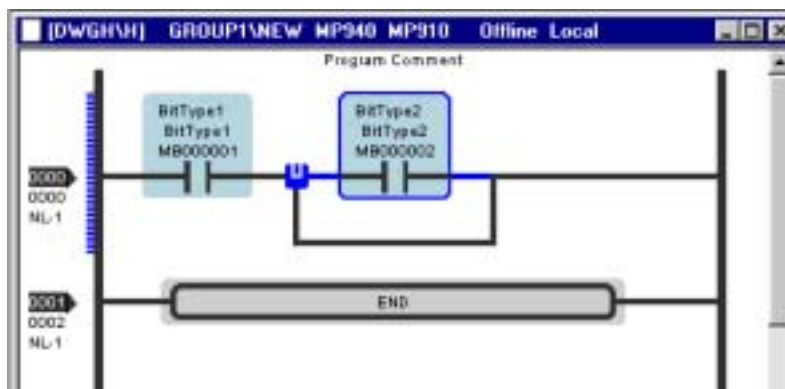 [DWGH\H] GROUP1\NEW MP940 MP910 Offline Local
Program Comment
BitType1
BitType1
MB000001
BitType2
BitType2
MB000002
0000
0000
NL-1
0001
END
0002
NL-1